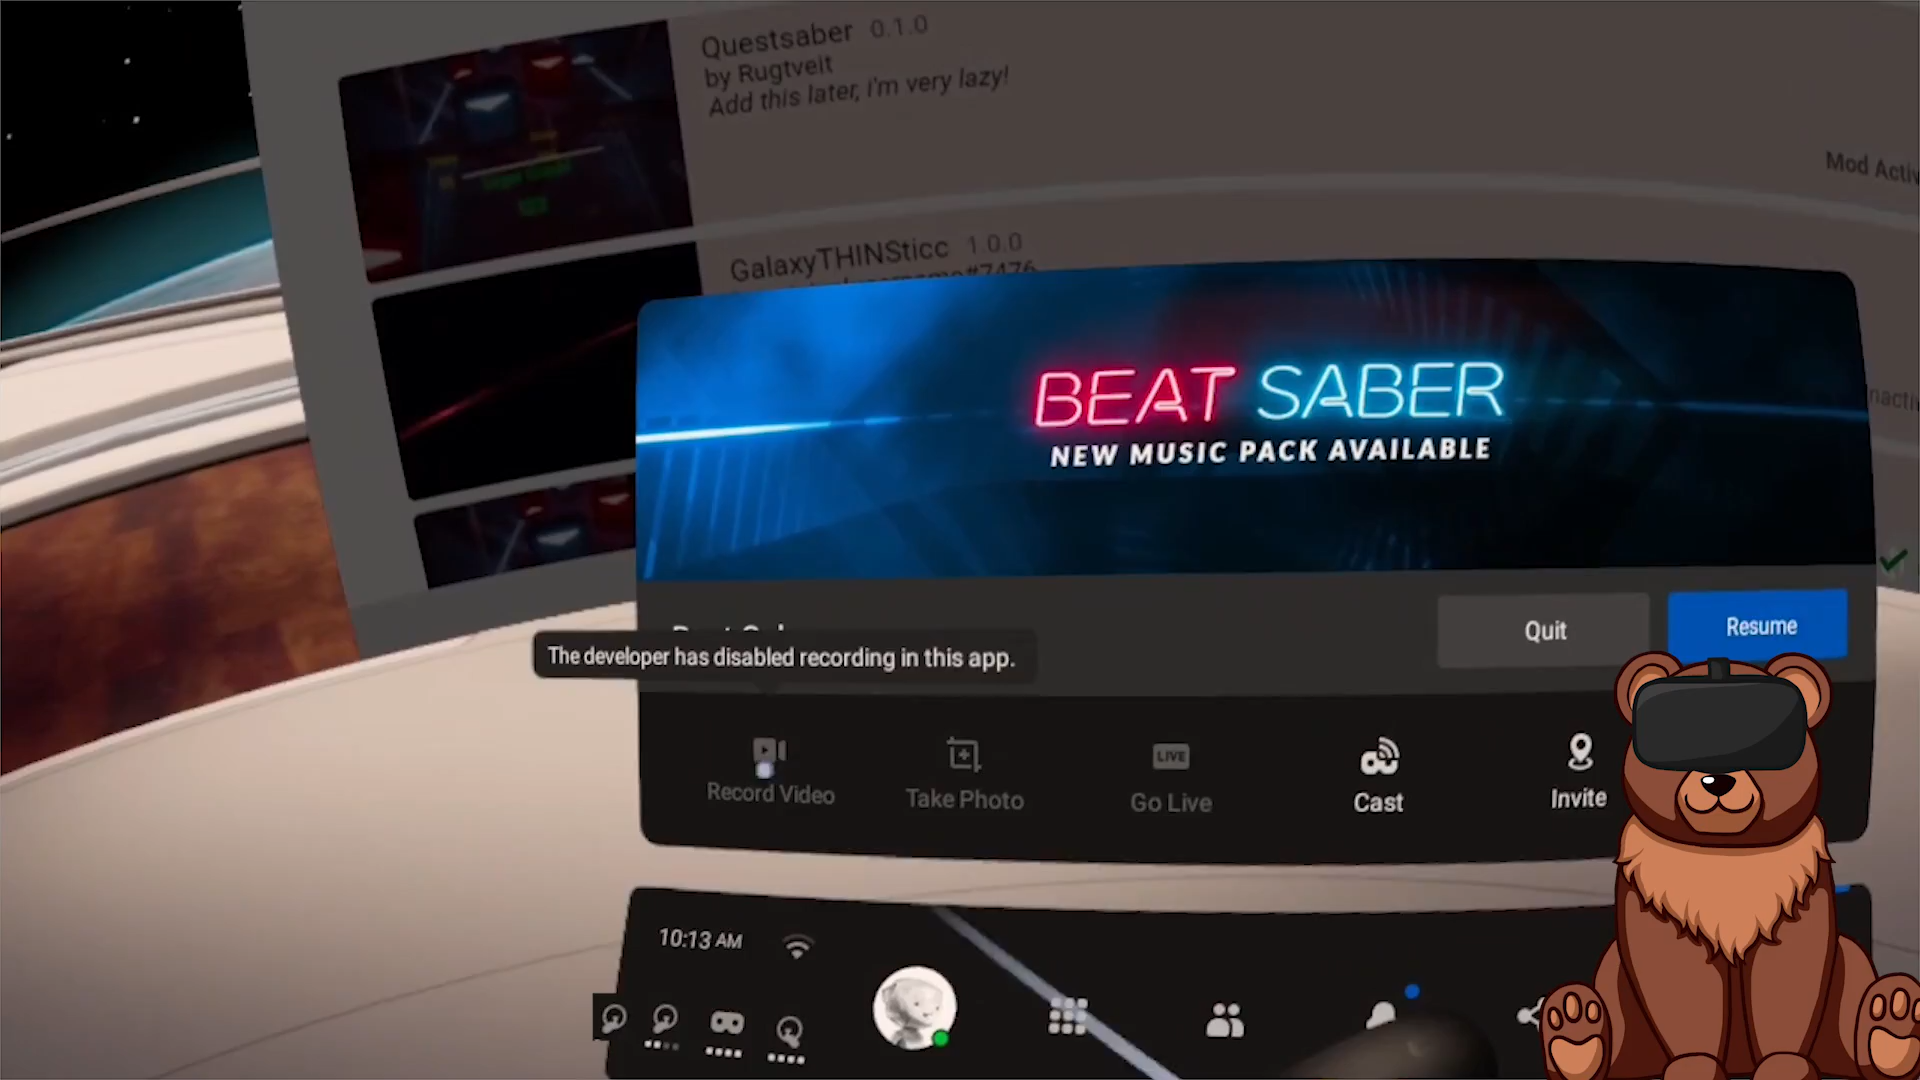 Questsaber 0.1.0
by Rugtveit
Add this later, i'm very lazy!
Mod Activ
GalaxyTHINSticc 1.0.0
BEAT SABER
NEW MUSIC PACK AVAILABLE
Quit
Resume
The developer has disabled recording in this app.
Record Video
Take Photo
LIVE
Go Live
Cast
Invite
10:13 AM